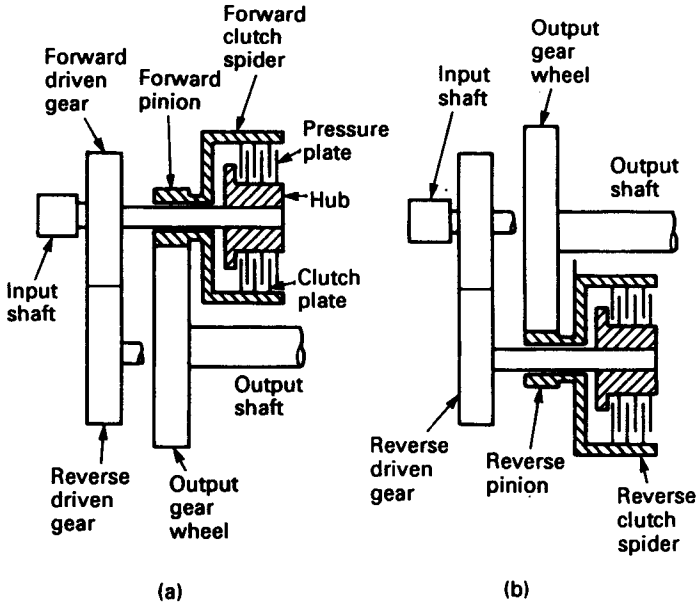 Forward
driven
gear
Forward
pinion
Forward
clutch
spider
Pressure
plate
Hub
Clutch
plate
Input
shaft
Output
shaft
Reverse
driven
gear
Output
gear
wheel
(a)
Input
shaft
Output
gear
wheel
Output
shaft
Reverse
driven
gear
Reverse
pinion
Reverse
clutch
spider
(b)